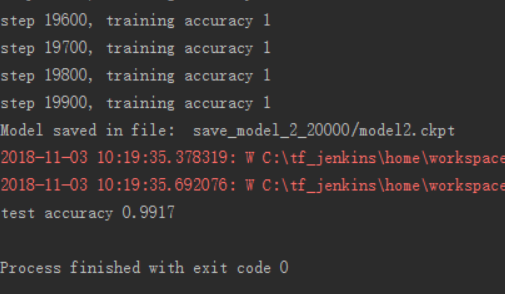 step 19600, training accuracy 1
step 19700, training accuracy 1
step 19800, training accuracy 1
step 19900, training accuracy 1
Model saved in file:  save_model_2_20000/model2.ckpt
2018-11-03 10:19:35.378319: W C:\tf_jenkins\home\workspace
2018-11-03 10:19:35.692076: W C:\tf_jenkins\home\workspace
test accuracy 0.9917
Process finished with exit code 0